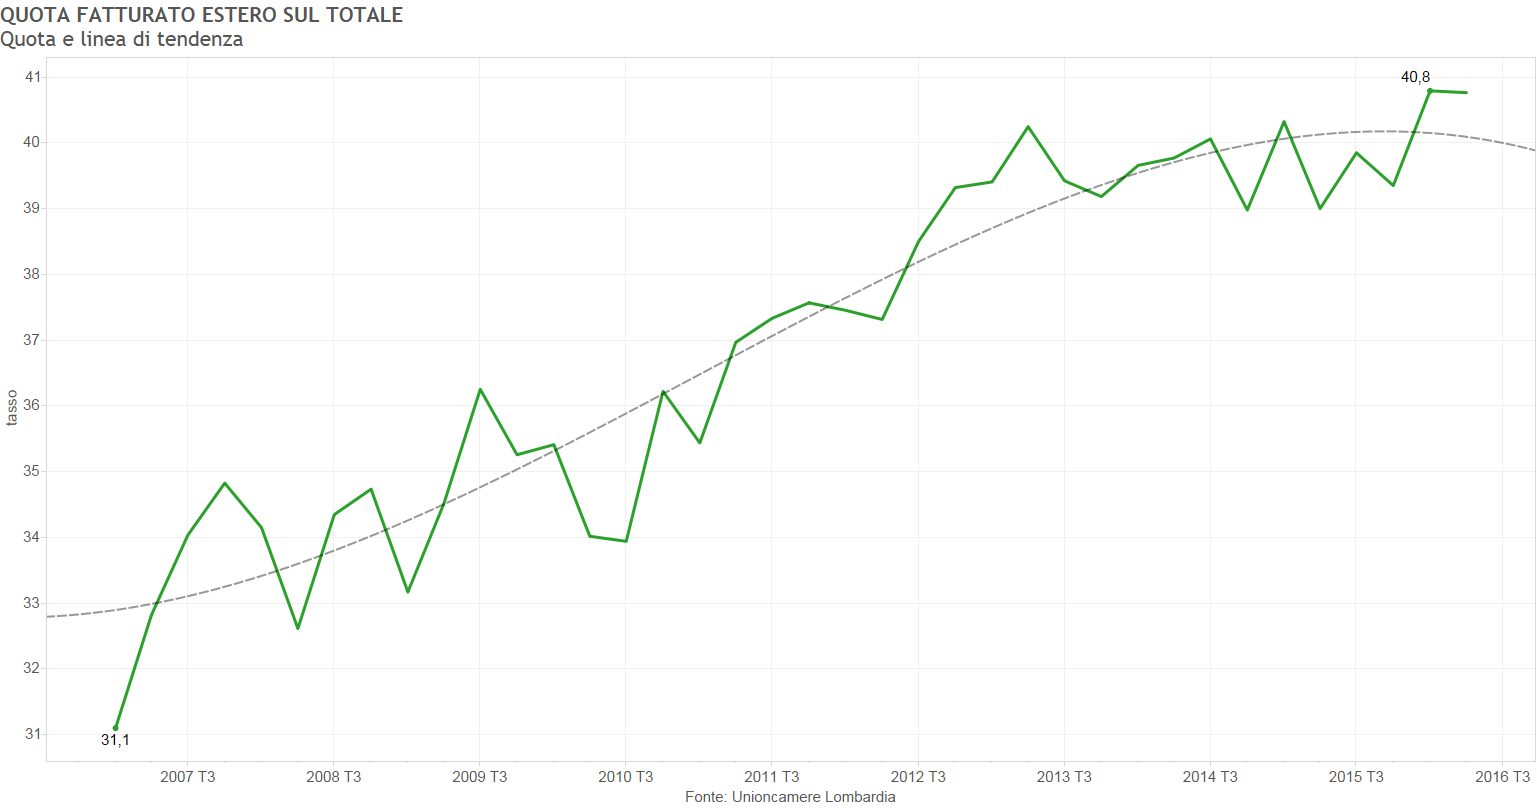 QUOTA FATTURATO ESTERO SUL TOTALE
Quota e linea di tendenza
41
40
39
38
37
36
35
34
33
32
31
tasso
40,8
31,1
2007 T3
2008 T3
2009 T3
2010 T3
2011 T3
2012 T3
2013 T3
2014 T3
2015 T3
2016 T3
Fonte: Unioncamere Lombardia